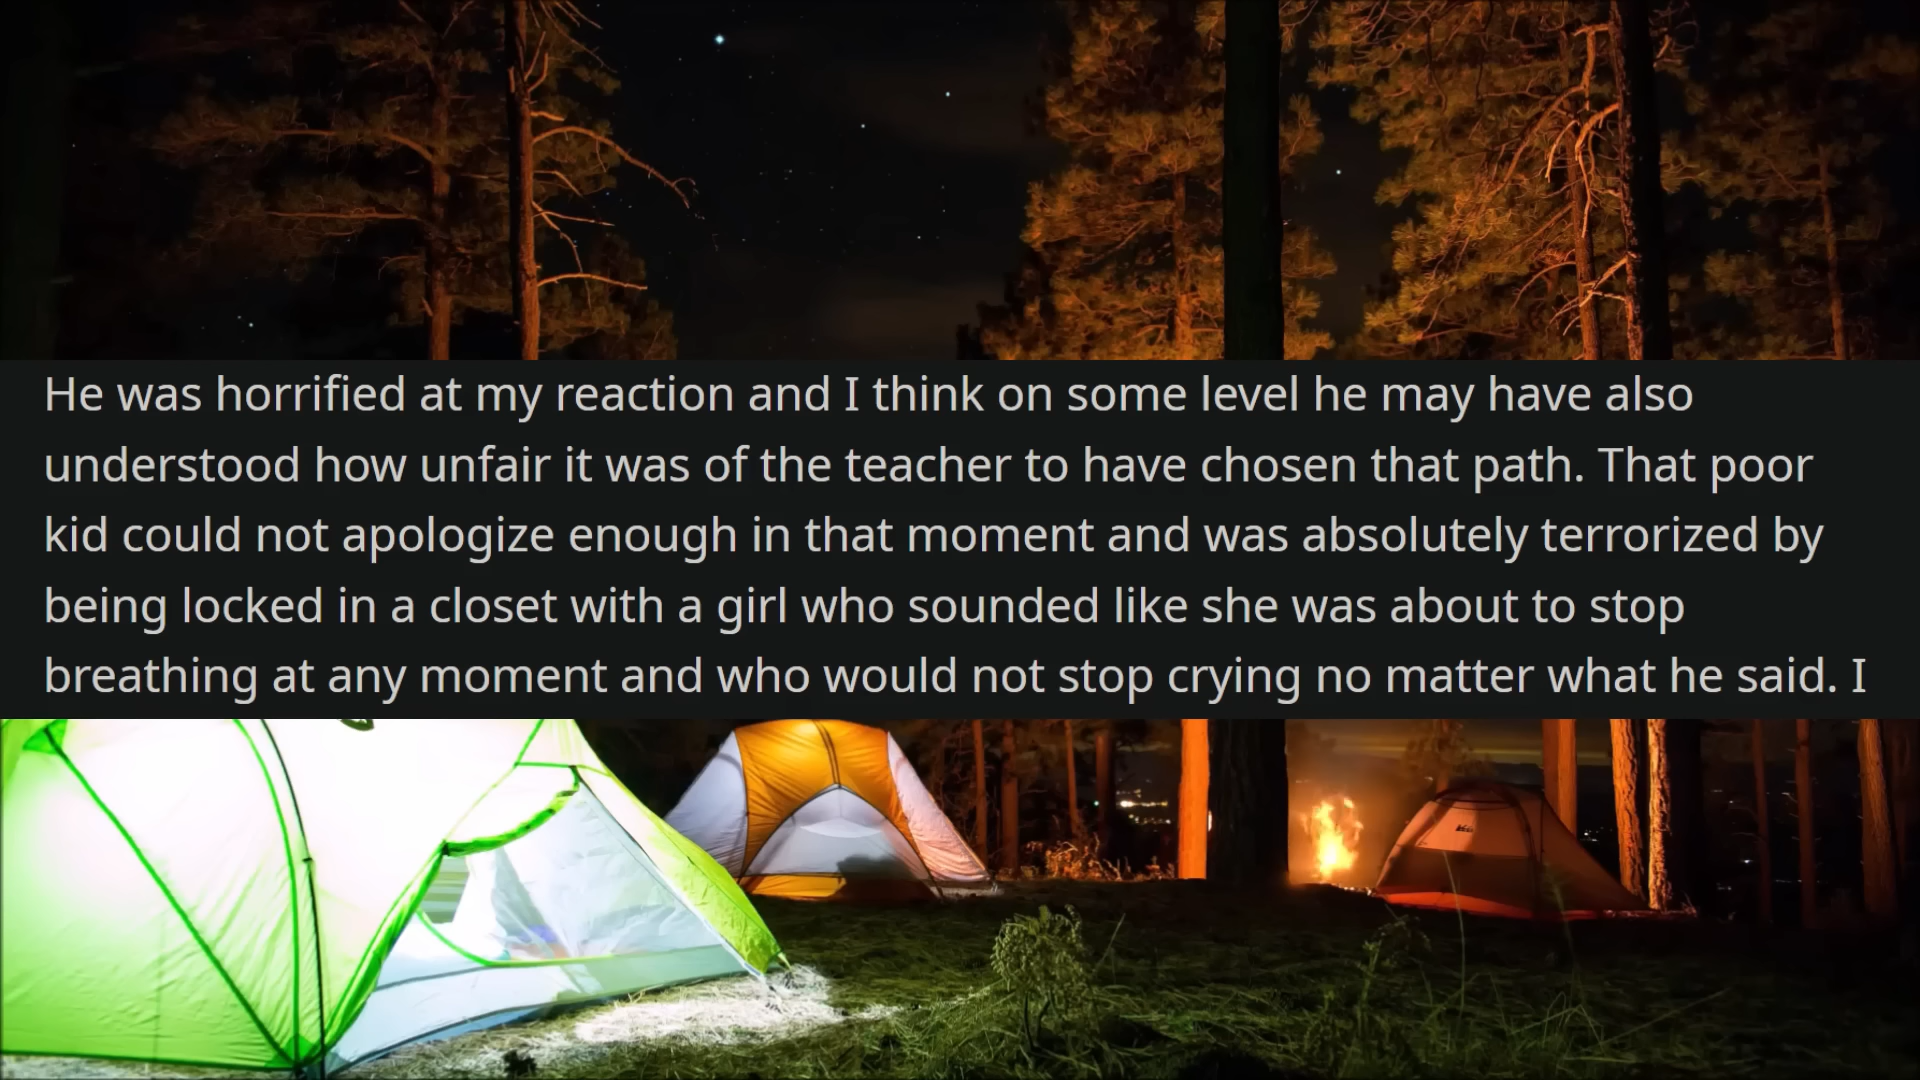 He was horrified at my reaction and I think on some level he may have also
understood how unfair it was of the teacher to have chosen that path. That poor
kid could not apologize enough in that moment and was absolutely terrorized by
being locked in a closet with a girl who sounded like she was about to stop
breathing at any moment and who would not stop crying no matter what he said. I